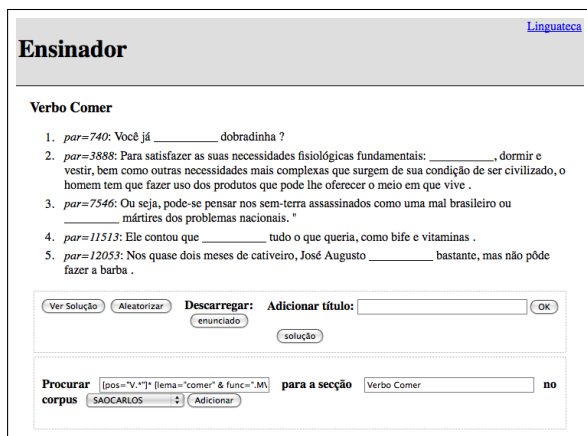 Linguateca
Ensinador
Verbo Comer
1. par=740: Você já __________ dobradinha ?
2. par=3888: Para satisfazer as suas necessidades fisiológicas fundamentais: __________, dormir e
vestir, bem como outras necessidades mais complexas que surgem de sua condição de ser civilizado, o
homem tem que fazer uso dos produtos que pode lhe oferecer o meio em que vive .
3. par=7546: Ou seja, pode-se pensar nos sem-terra assassinados como uma mal brasileiro ou
__________ mártires dos problemas nacionais. "
4. par=11513: Ele contou que __________ tudo o que queria, como bife e vitaminas .
5. par=12053: Nos quase dois meses de cativeiro, José Augusto __________ bastante, mas não pôde
fazer a barba .
Ver Solução Aleatorizar Descarregar: Adicionar título: OK
enunciado
solução
Procurar [pos="V.*"]* [lema="comer" & func=".M\ para a secção Verbo Comer no
corpus SAOCARLOS Adicionar